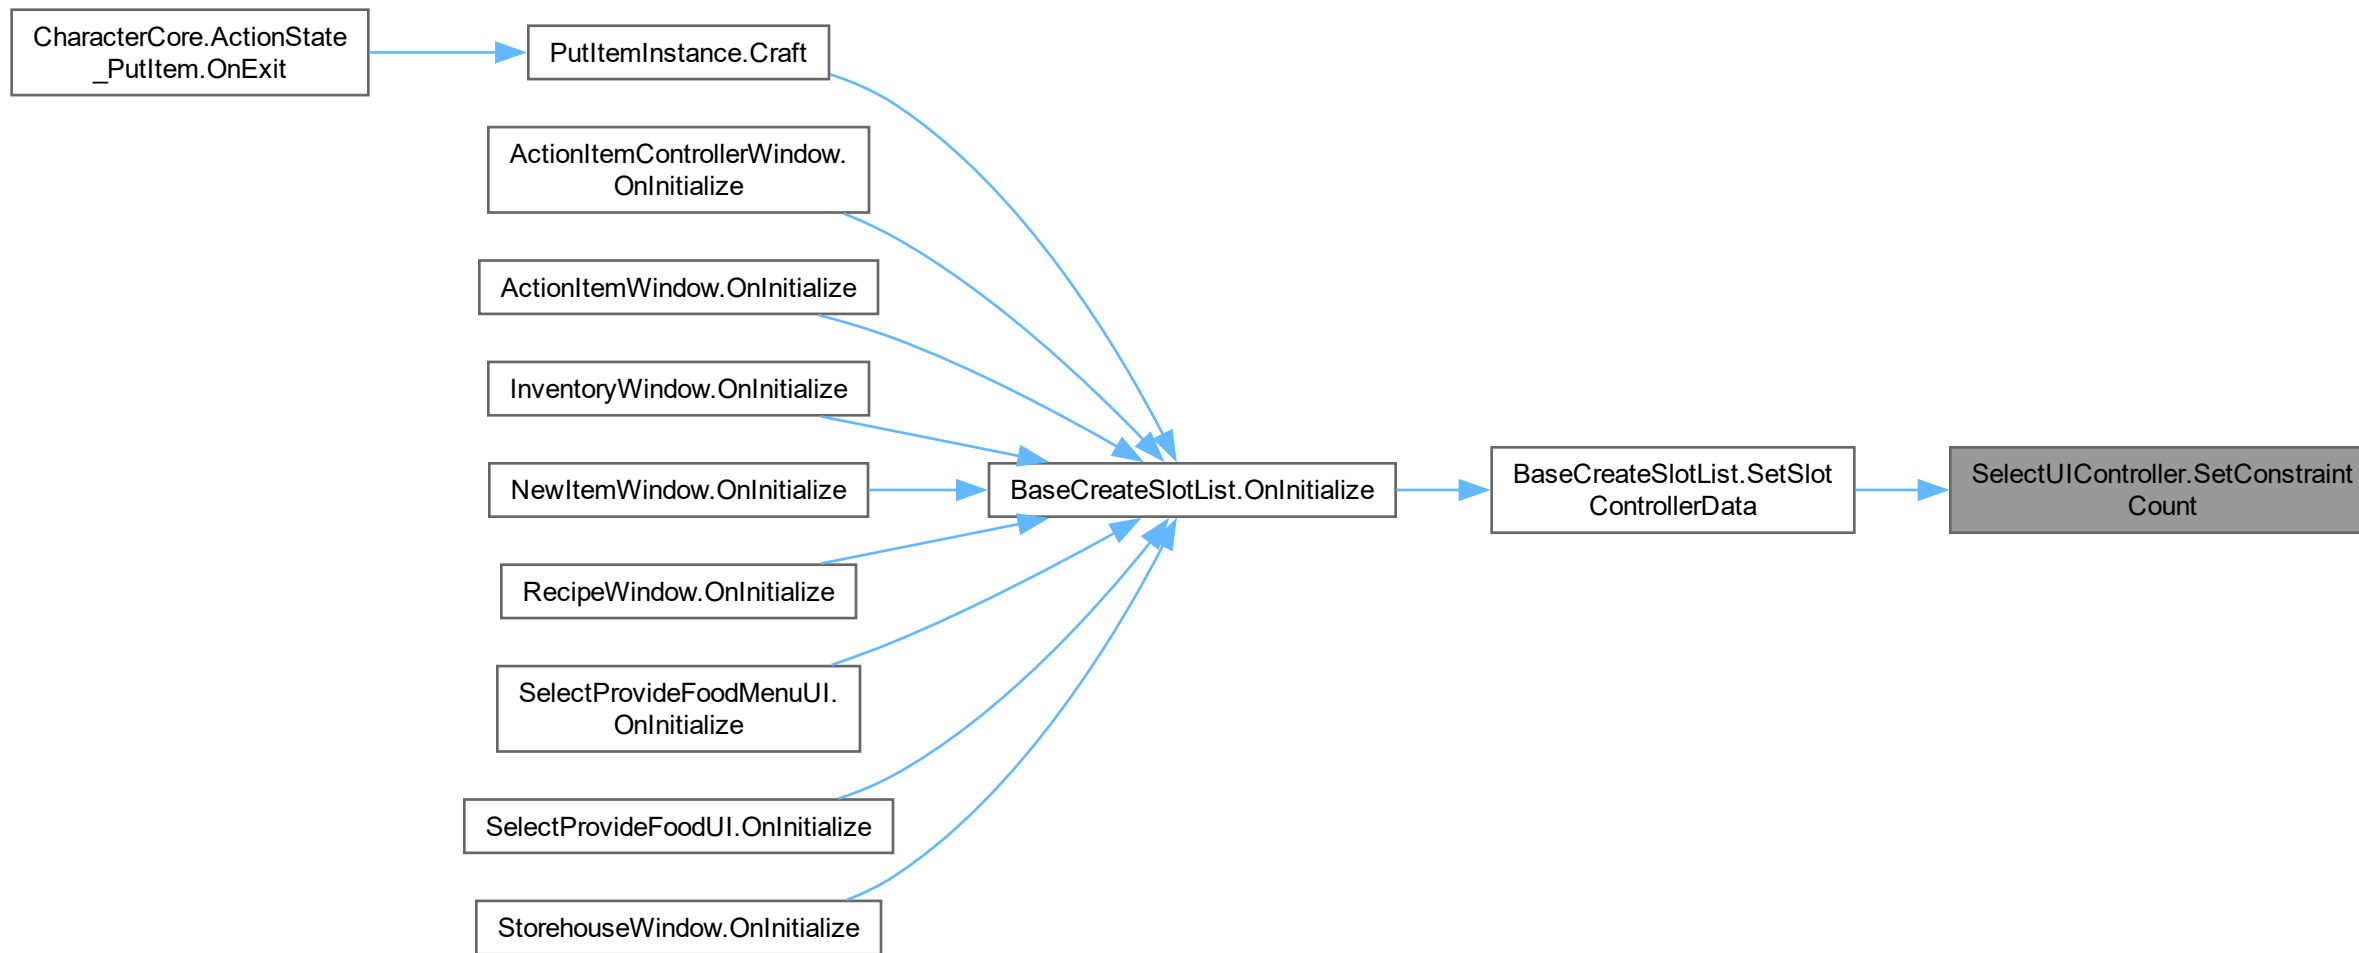 CharacterCore.ActionState
_PutItem.OnExit
PutItemInstance.Craft
ActionItemControllerWindow.
OnInitialize
ActionItemWindow.OnInitialize
InventoryWindow.OnInitialize
NewItemWindow.OnInitialize
RecipeWindow.OnInitialize
SelectProvideFoodMenuUI.
OnInitialize
SelectProvideFoodUI.OnInitialize
StorehouseWindow.OnInitialize
BaseCreateSlotList.OnInitialize
BaseCreateSlotList.SetSlot
ControllerData
SelectUIController.SetConstraint
Count